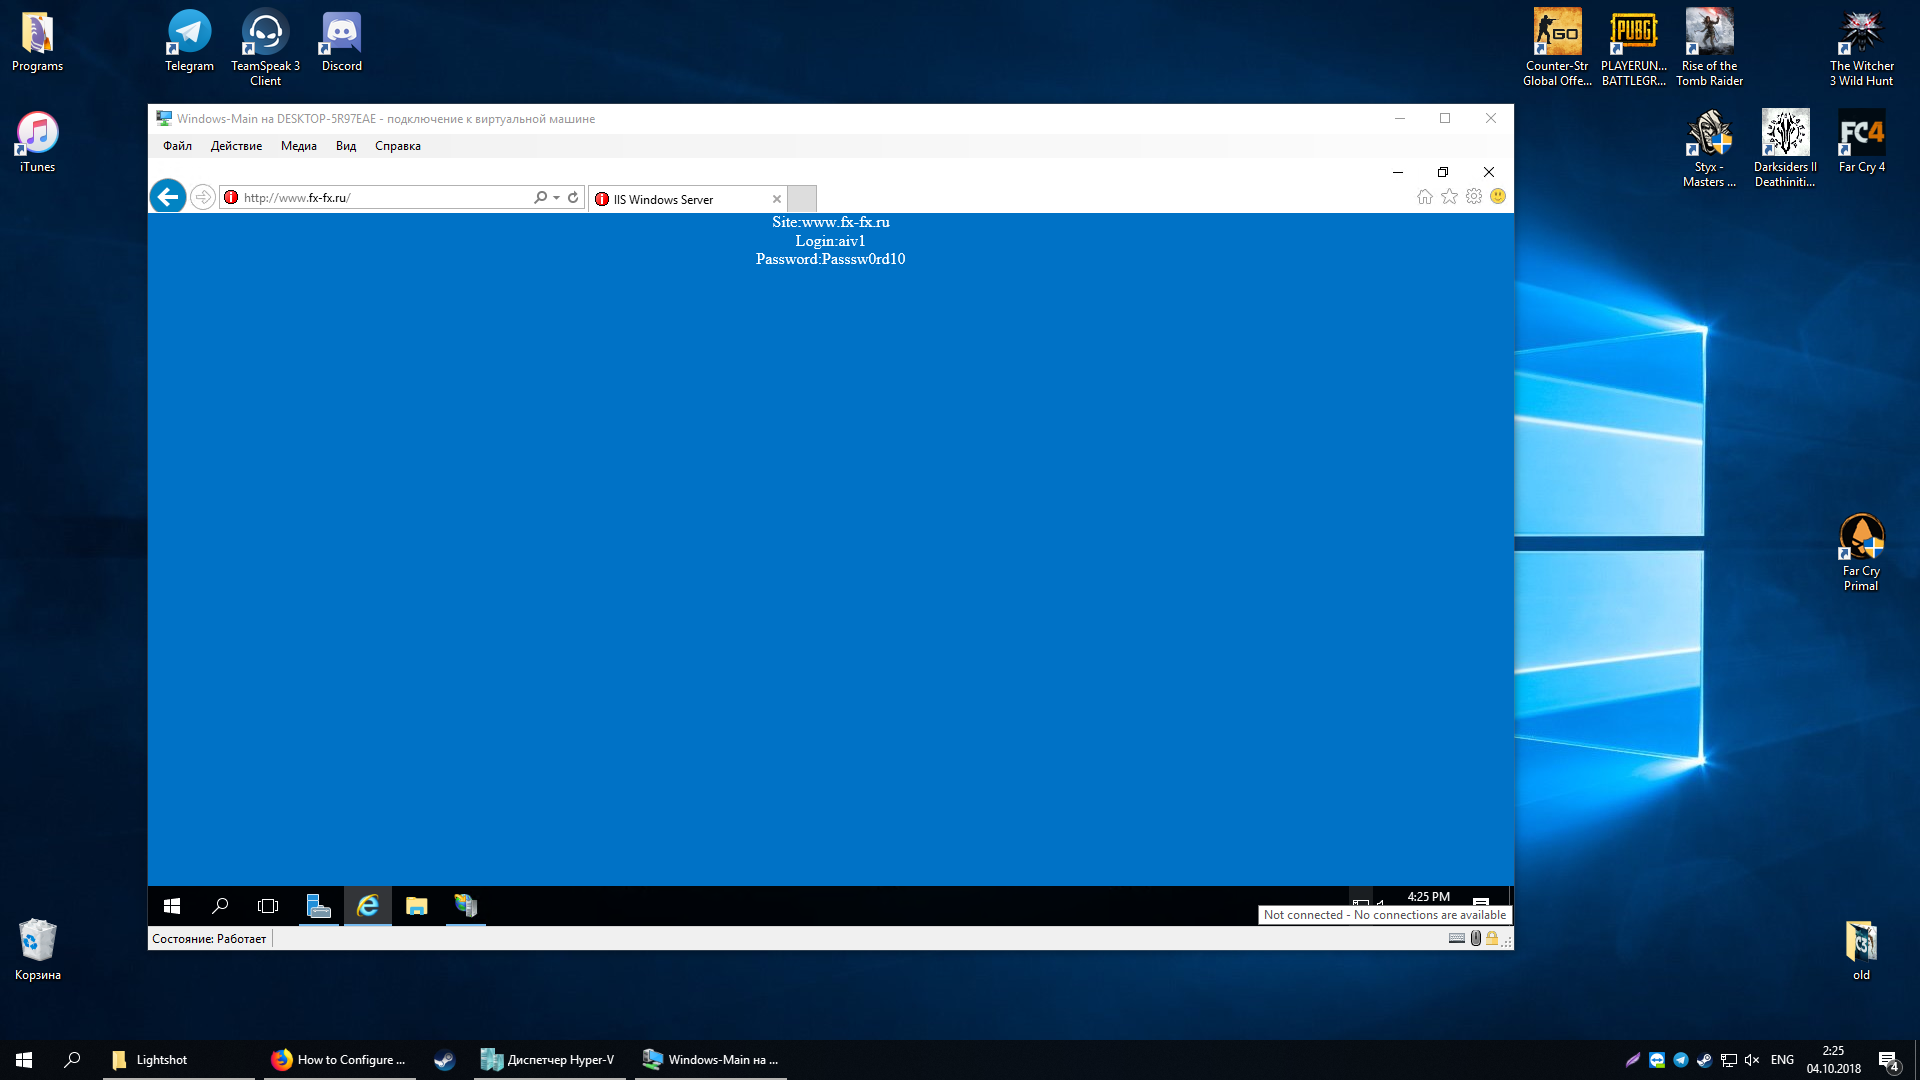 Programs
Telegram
TeamSpeak 3
Client
Discord
Counter-Str
Global Offe...
PLAYERUN...
BATTLEGR...
Rise of the
Tomb Raider
The Witcher
3 Wild Hunt
iTunes
Styx -
Masters ...
Darksiders II
Deathiniti...
Far Cry 4
Windows-Main на DESKTOP-5R97EAE - подключение к виртуальной машине
Файл Действие Медиа Вид Справка
http://www.fx-fx.ru/
IIS Windows Server
Site:www.fx-fx.ru
Login:aiv1
Password:Passsw0rd10
Far Cry
Primal
4:25 PM
Not connected - No connections are available
Состояние: Работает
Корзина
old
Lightshot
How to Configure ...
Диспетчер Hyper-V
Windows-Main на ...
ENG
2:25
04.10.2018
4
GO
PUBG
FC4